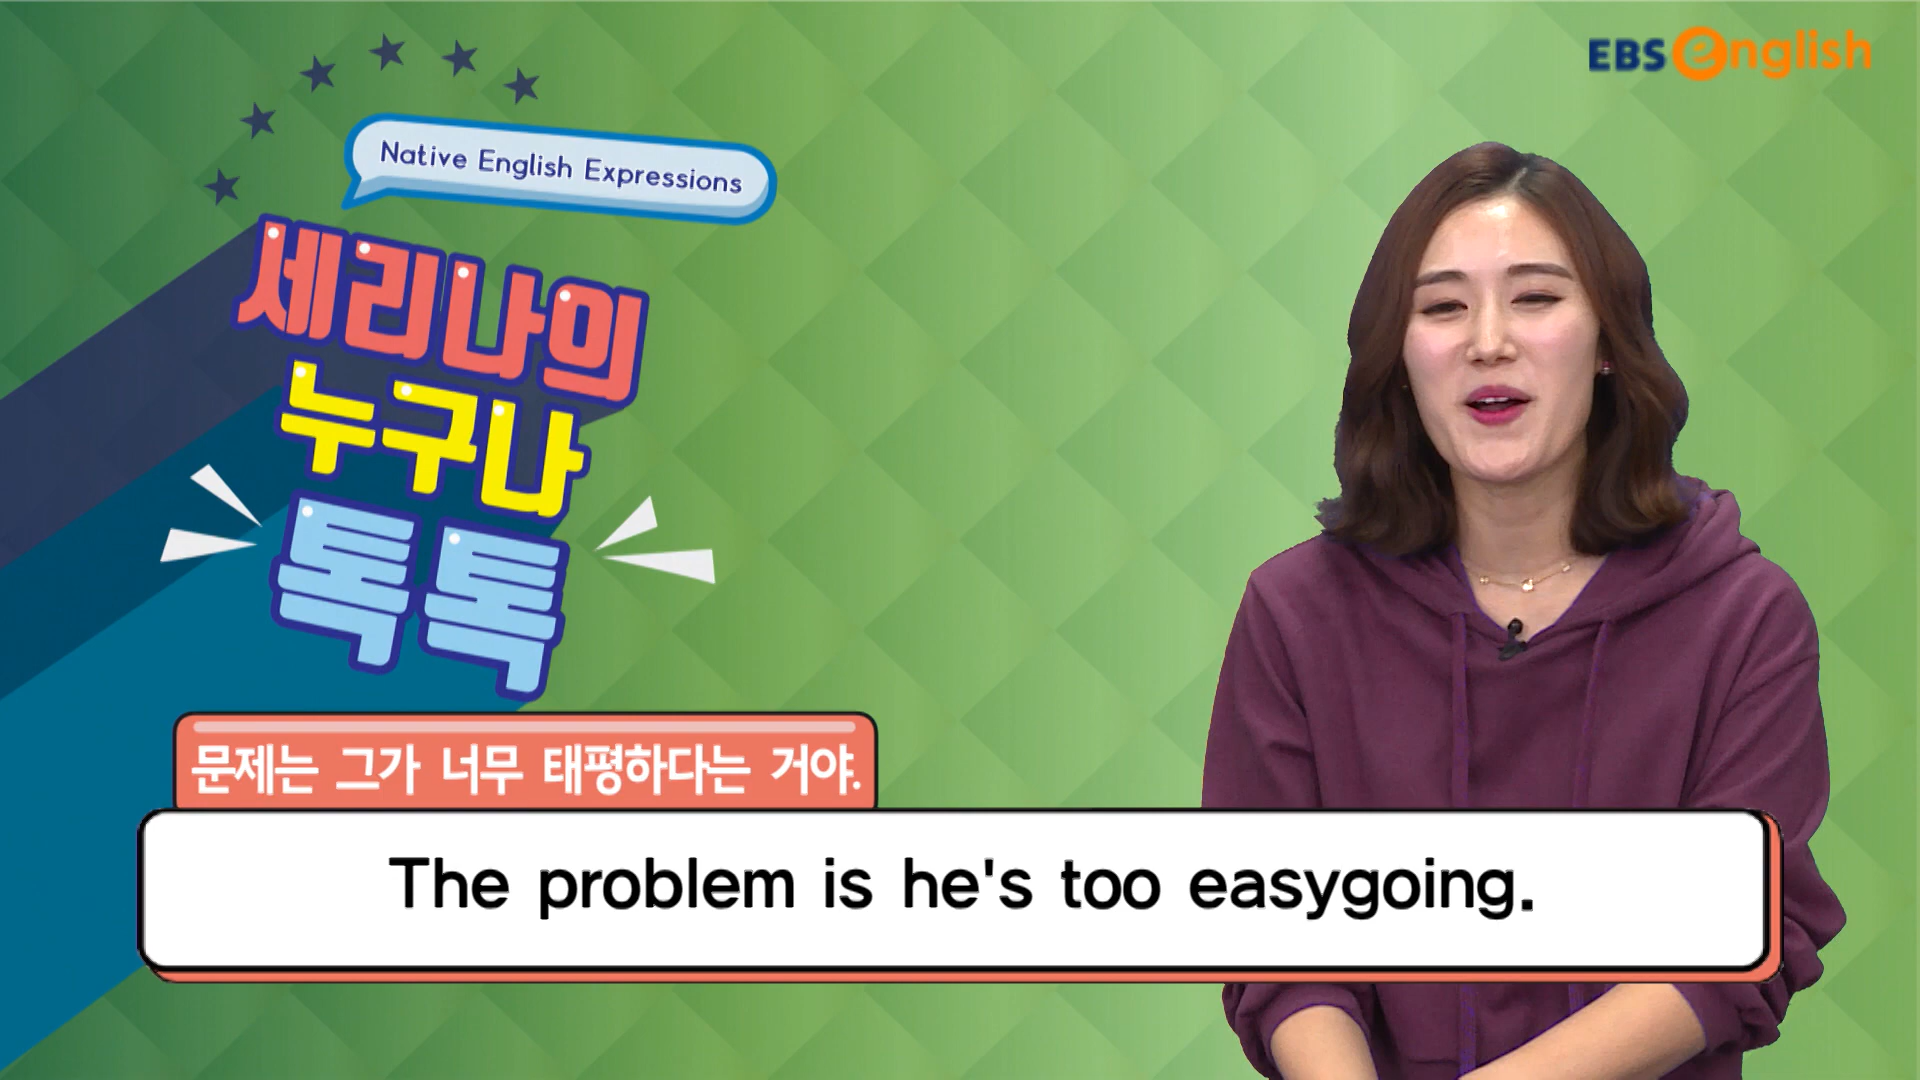 EBS english
Native English Expressions
세리나의
누구나
톡톡
문제는 그가 너무 태평하다는 거야.
The problem is he's too easygoing.